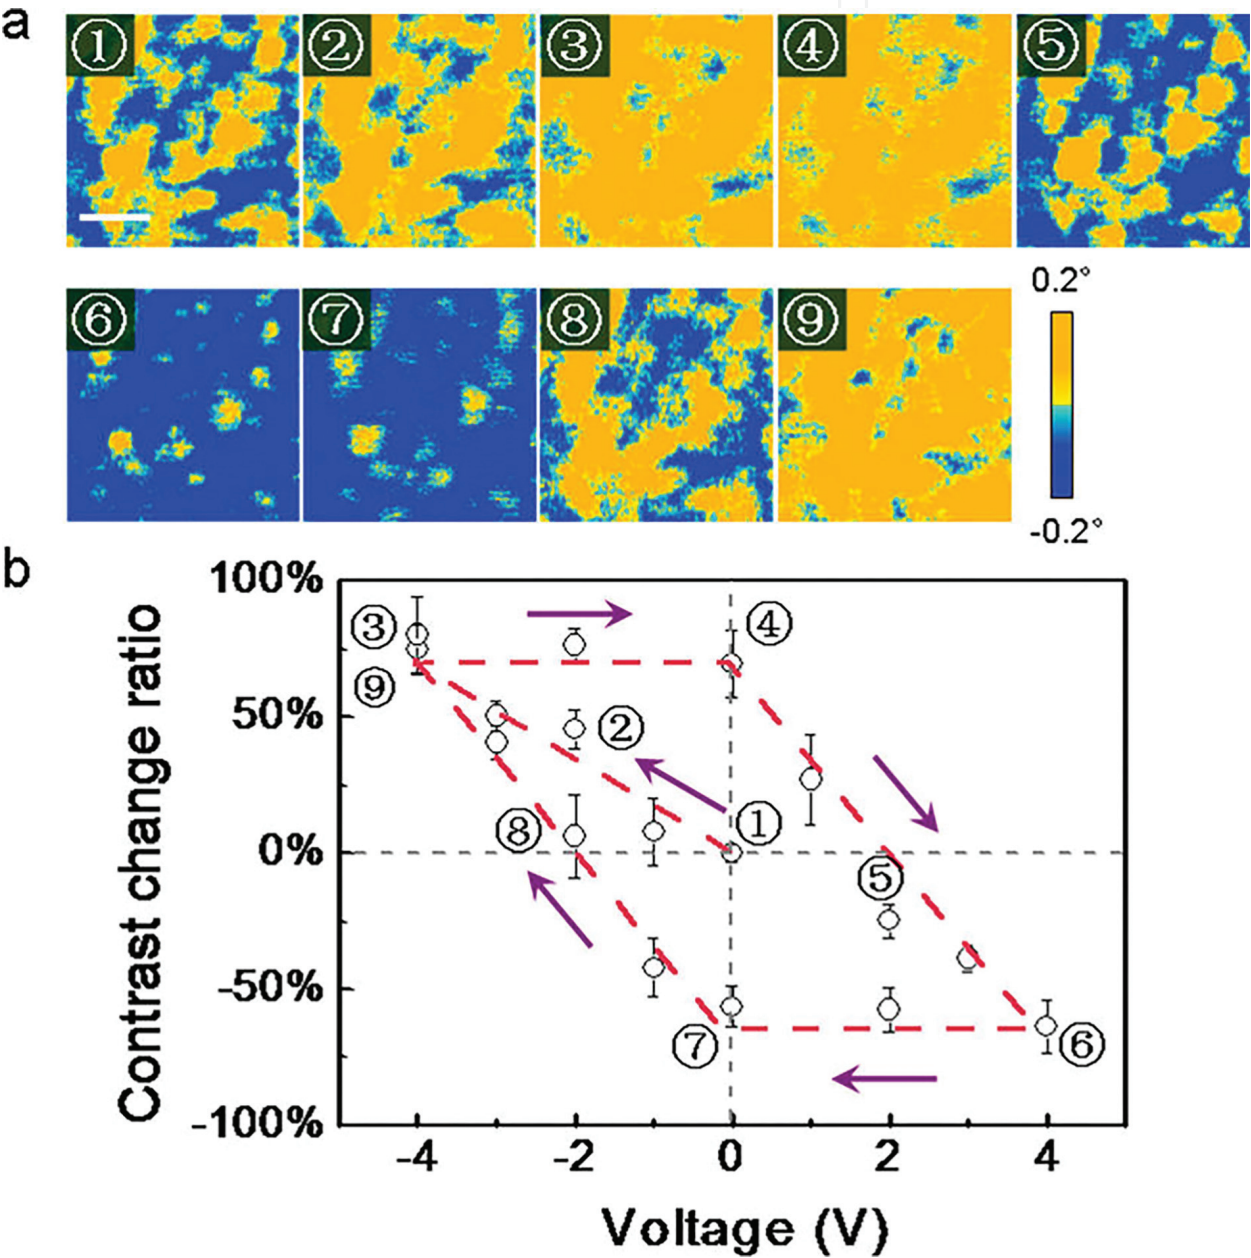 a
① ② ③ ④ ⑤
⑥ ⑦ ⑧ ⑨
0.2°
-0.2°
b
100%
50%
0%
-50%
-100%
Contrast change ratio
③ ④
⑨
②
① 
⑧
⑤
⑦ ⑥
-4 -2 0 2 4
Voltage (V)